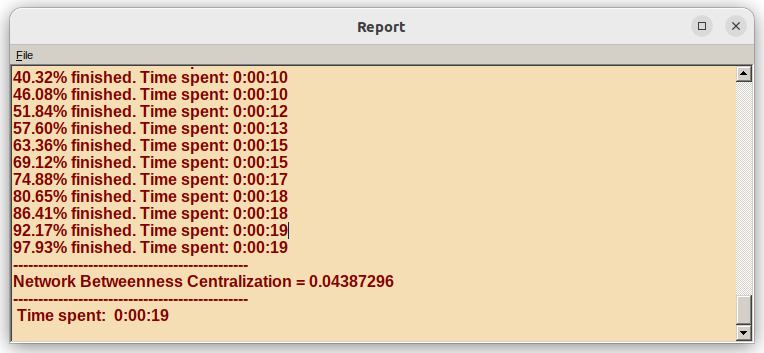 Report
File
40.32% finished. Time spent: 0:00:10
46.08% finished. Time spent: 0:00:10
51.84% finished. Time spent: 0:00:12
57.60% finished. Time spent: 0:00:13
63.36% finished. Time spent: 0:00:15
69.12% finished. Time spent: 0:00:15
74.88% finished. Time spent: 0:00:17
80.65% finished. Time spent: 0:00:18
86.41% finished. Time spent: 0:00:18
92.17% finished. Time spent: 0:00:19
97.93% finished. Time spent: 0:00:19
-----------------------------------------------
Network Betweenness Centralization = 0.04387296
-----------------------------------------------
Time spent:  0:00:19